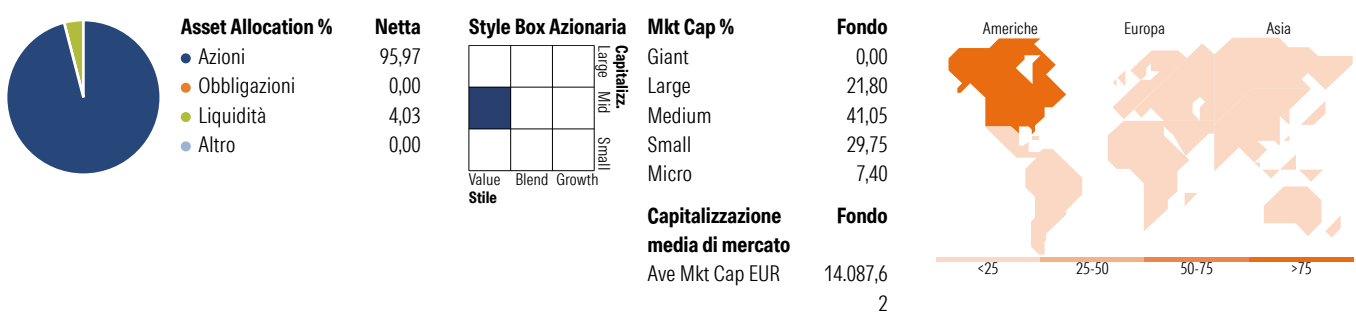 Asset Allocation % Netta
Azioni 95,97
Obbligazioni 0,00
Liquidità 4,03
Altro 0,00
Style Box Azionaria
Capitalizz.
Large Mid Small
Value Blend Growth
Stile
Mkt Cap % Fondo
Giant 0,00
Large 21,80
Medium 41,05
Small 29,75
Micro 7,40
Capitalizzazione Fondo
media di mercato
Ave Mkt Cap EUR 14.087,6
2
Americhe Europa Asia
<25 25-50 50-75 >75